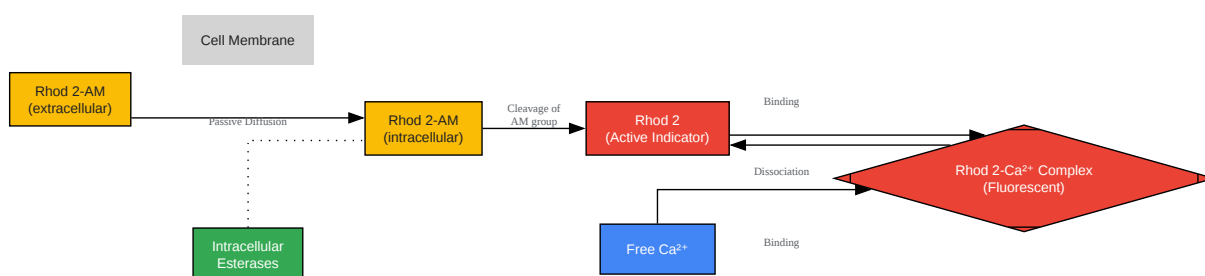 Cell Membrane
Rhod 2-AM
(extracellular)
Passive Diffusion
Rhod 2-AM
(intracellular)
Cleavage of
AM group
Rhod 2
(Active Indicator)
Binding
Dissociation
Rhod 2-Ca²⁺ Complex
(Fluorescent)
Intracellular
Esterases
Free Ca²⁺
Binding